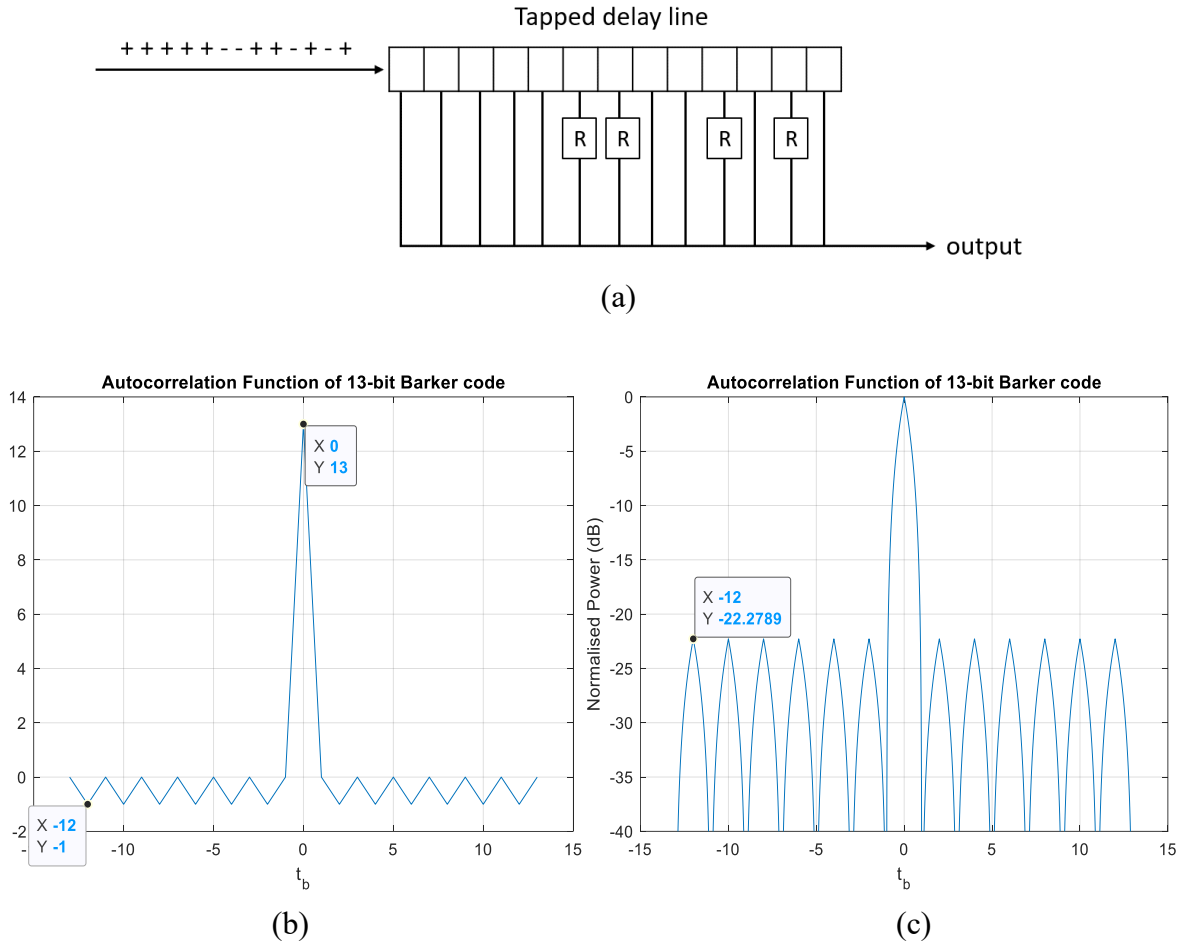 Tapped delay line
+ + + + + - - + + - + - +
R R R R
output
(a)
Autocorrelation Function of 13-bit Barker code
14
12
10
8
6
4
2
0
-2
X 0
Y 13
X -12
Y -1
- -10 -5 0 5 10 15
t_b
(b)
Autocorrelation Function of 13-bit Barker code
Normalised Power (dB)
0
-5
-10
-15
-20
-25
-30
-35
-40
X -12
Y -22.2789
-15 -10 -5 0 5 10 15
t_b
(c)